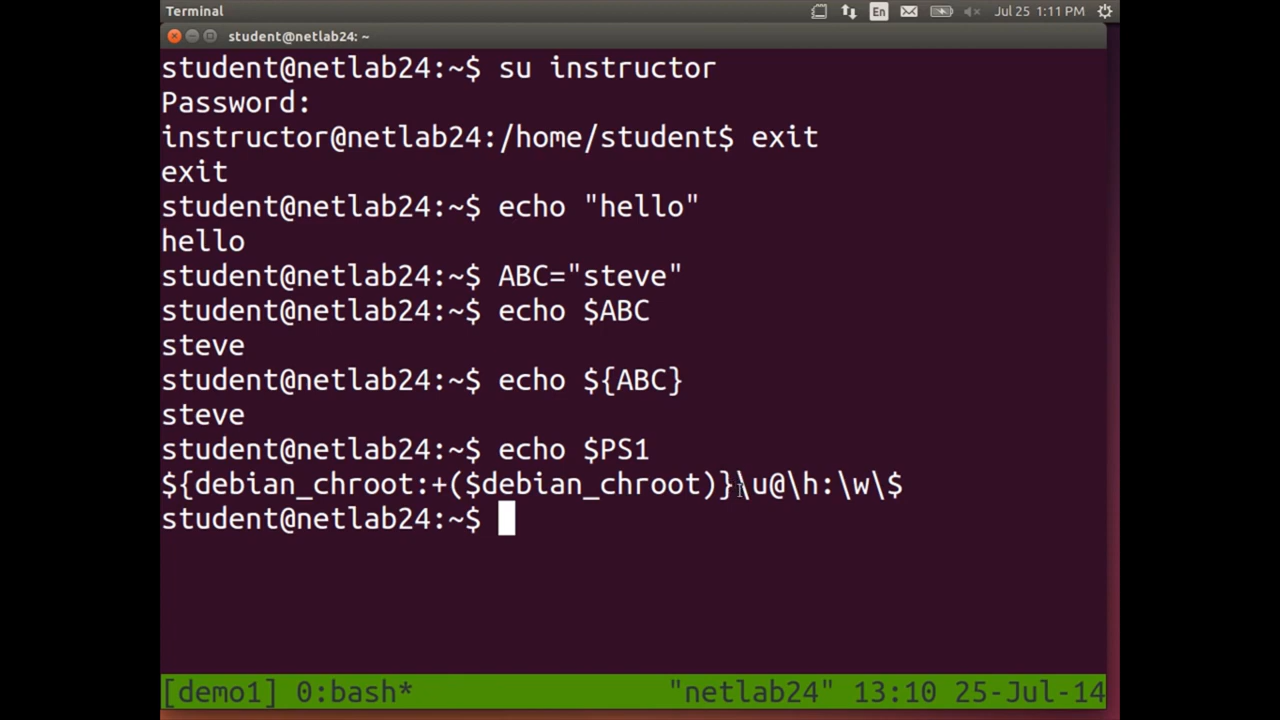 Terminal En Jul 25 1:11 PM
student@netlab24: ~
student@netlab24:~$ su instructor
Password:
instructor@netlab24:/home/student$ exit
exit
student@netlab24:~$ echo "hello"
hello
student@netlab24:~$ ABC="steve"
student@netlab24:~$ echo $ABC
steve
student@netlab24:~$ echo ${ABC}
steve
student@netlab24:~$ echo $PS1
${debian_chroot:+($debian_chroot)}\u@\h:\w\$
student@netlab24:~$
[demo1] 0:bash* "netlab24" 13:10 25-Jul-14